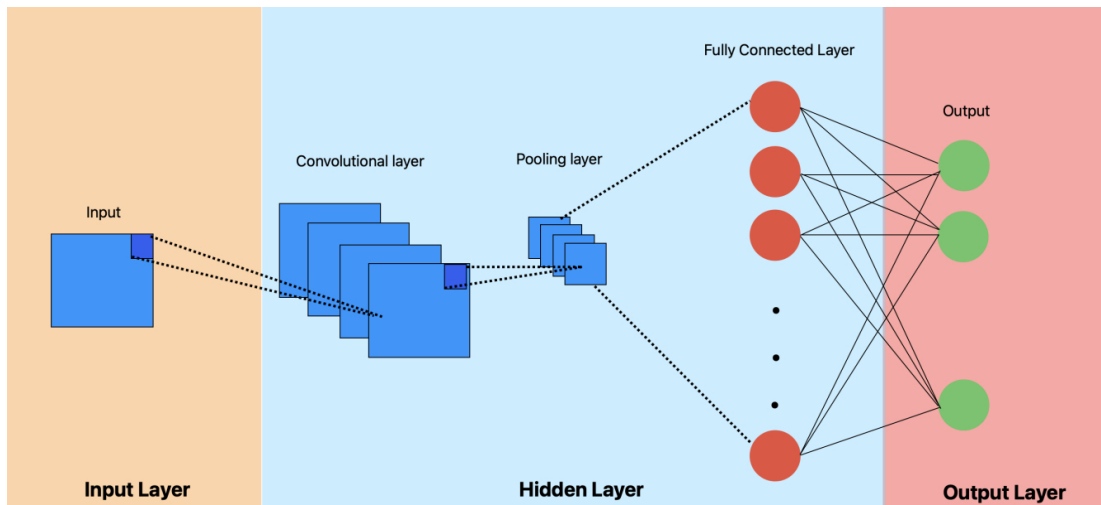 Input
Convolutional layer
Pooling layer
Fully Connected Layer
Output
Input Layer
Hidden Layer
Output Layer